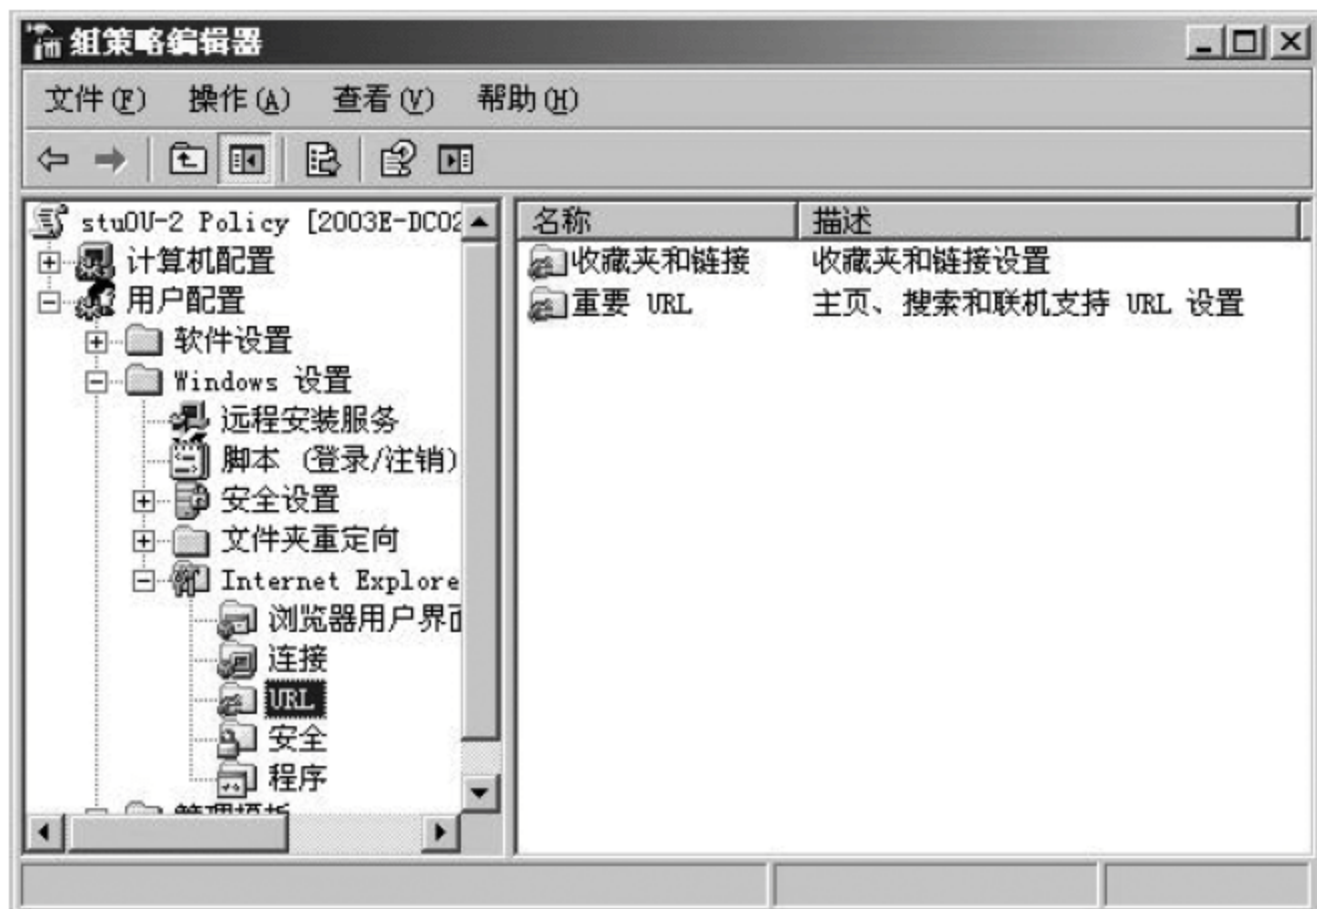 组策略编辑器
文件(F) 操作(A) 查看(V) 帮助(H)
stuOU-2 Policy [2003E-DC02
计算机配置
用户配置
软件设置
Windows 设置
远程安装服务
脚本 (登录/注销)
安全设置
文件夹重定向
Internet Explore
浏览器用户界面
连接
URL
安全
程序
管理模板
名称 描述
收藏夹和链接 收藏夹和链接设置
重要 URL 主页、搜索和联机支持 URL 设置